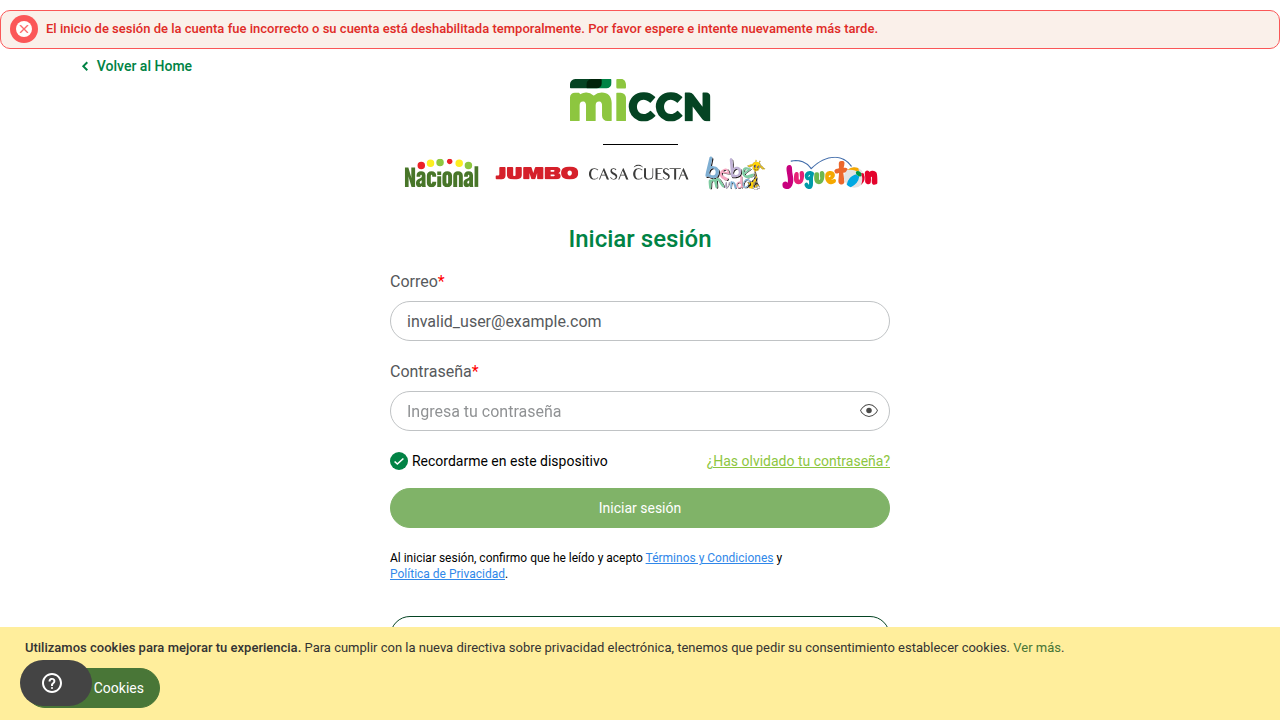 El inicio de sesión de la cuenta fue incorrecto o su cuenta está deshabilitada temporalmente. Por favor espere e intente nuevamente más tarde.
Volver al Home
miCCN
Nacional JUMBO CASA CUESTA bebé mundo Juguetón
Iniciar sesión
Correo*
invalid_user@example.com
Contraseña*
Ingresa tu contraseña
Recordarme en este dispositivo ¿Has olvidado tu contraseña?
Iniciar sesión
Al iniciar sesión, confirmo que he leído y acepto Términos y Condiciones y
Política de Privacidad.
Utilizamos cookies para mejorar tu experiencia. Para cumplir con la nueva directiva sobre privacidad electrónica, tenemos que pedir su consentimiento establecer cookies. Ver más.
Cookies